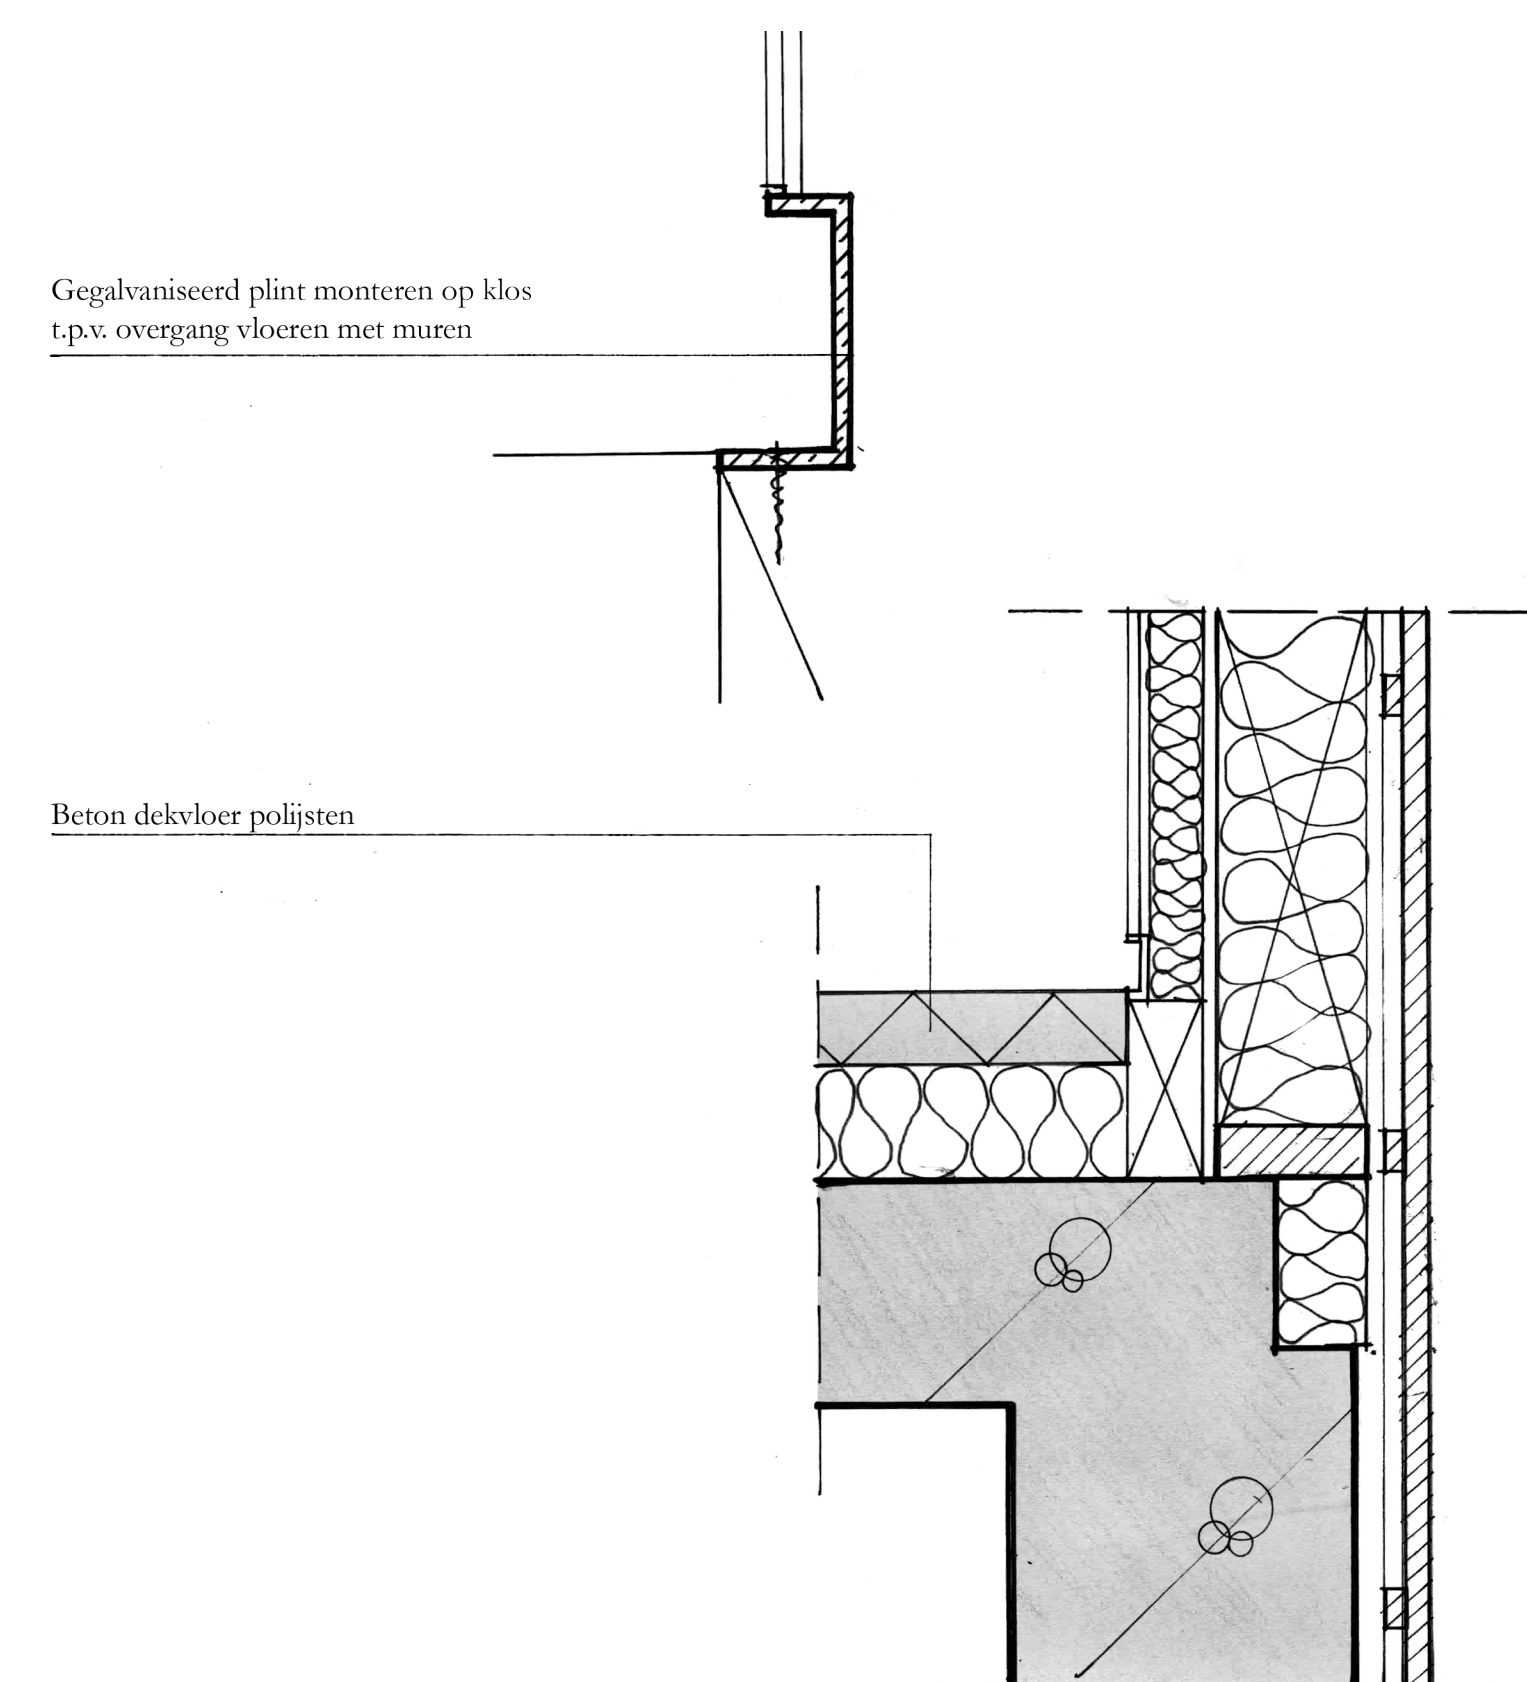 Gegalvaniseerd plint monteren op klos
t.p.v. overgang vloeren met muren
Beton dekvloer polijsten